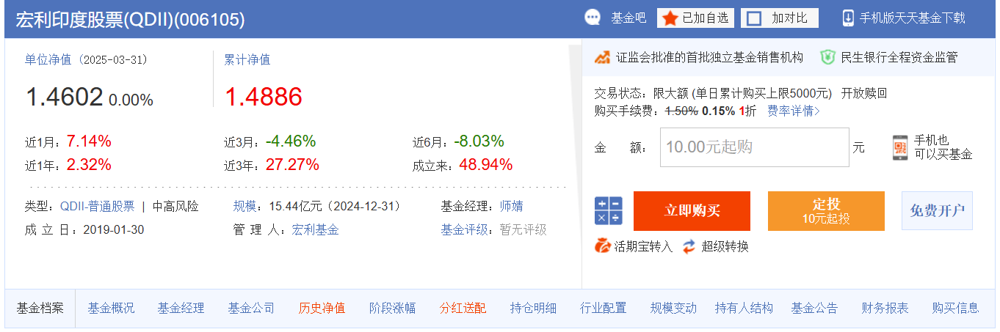 宏利印度股票(QDII)(006105)
基金吧 已加自选 加对比 手机版天天基金下载
单位净值（2025-03-31） 累计净值
1.4602 0.00% 1.4886
近1月：7.14% 近3月：-4.46% 近6月：-8.03%
近1年：2.32% 近3年：27.27% 成立来：48.94%
类型：QDII-普通股票 | 中高风险 规模：15.44亿元（2024-12-31） 基金经理：师婧
成 立 日：2019-01-30 管 理 人：宏利基金 基金评级：暂无评级
证监会批准的首批独立基金销售机构 民生银行全程资金监管
交易状态：限大额 (单日累计购买上限5000元) 开放赎回
购买手续费：1.50% 0.15% 1折 费率详情>
金 额： 10.00元起购 元
手机也
可以买基金
立即购买 定投 免费开户
10元起投
活期宝转入 超级转换
基金档案 基金概况 基金经理 基金公司 历史净值 阶段涨幅 分红送配 持仓明细 行业配置 规模变动 持有人结构 基金公告 财务报表 购买信息